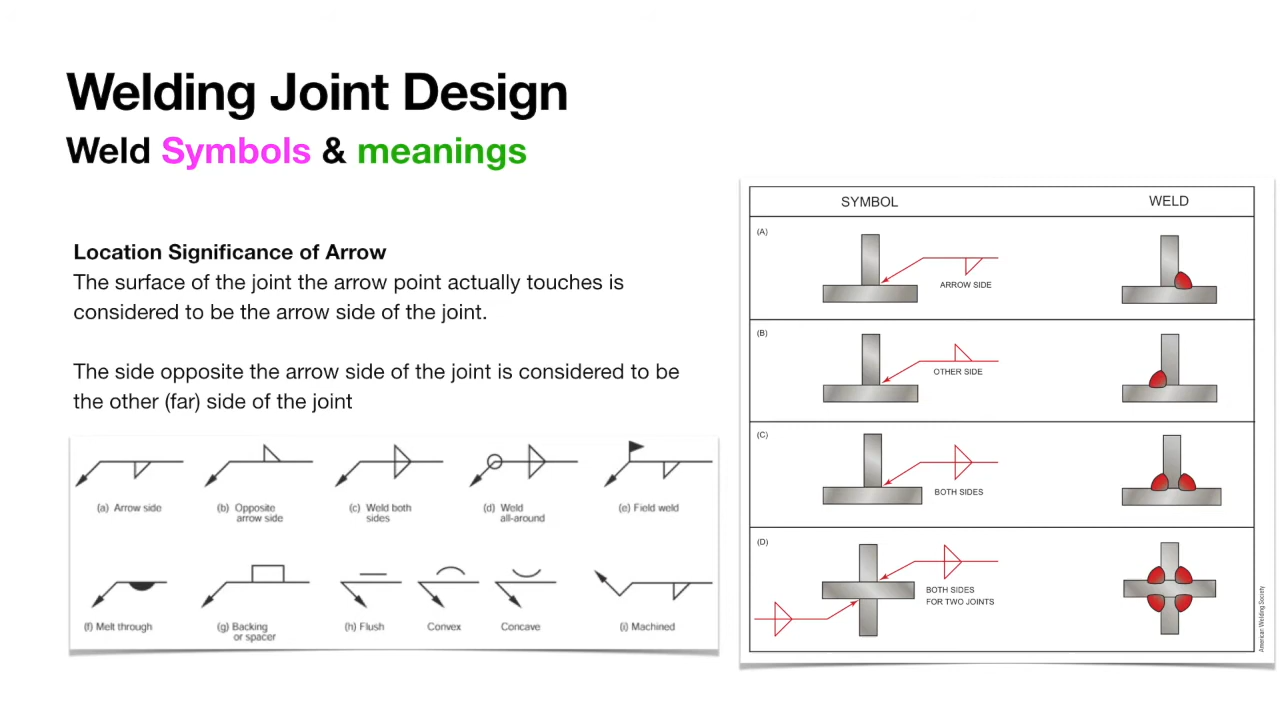 Welding Joint Design
Weld Symbols & meanings
Location Significance of Arrow
The surface of the joint the arrow point actually touches is
considered to be the arrow side of the joint.
The side opposite the arrow side of the joint is considered to be
the other (far) side of the joint
(a) Arrow side
(b) Opposite
arrow side
(c) Weld both
sides
(d) Weld
all-around
(e) Field weld
(f) Melt through
(g) Backing
or spacer
(h) Flush
Convex
Concave
(i) Machined
SYMBOL
WELD
(A)
ARROW SIDE
(B)
OTHER SIDE
(C)
BOTH SIDES
(D)
BOTH SIDES
FOR TWO JOINTS
American Welding Society